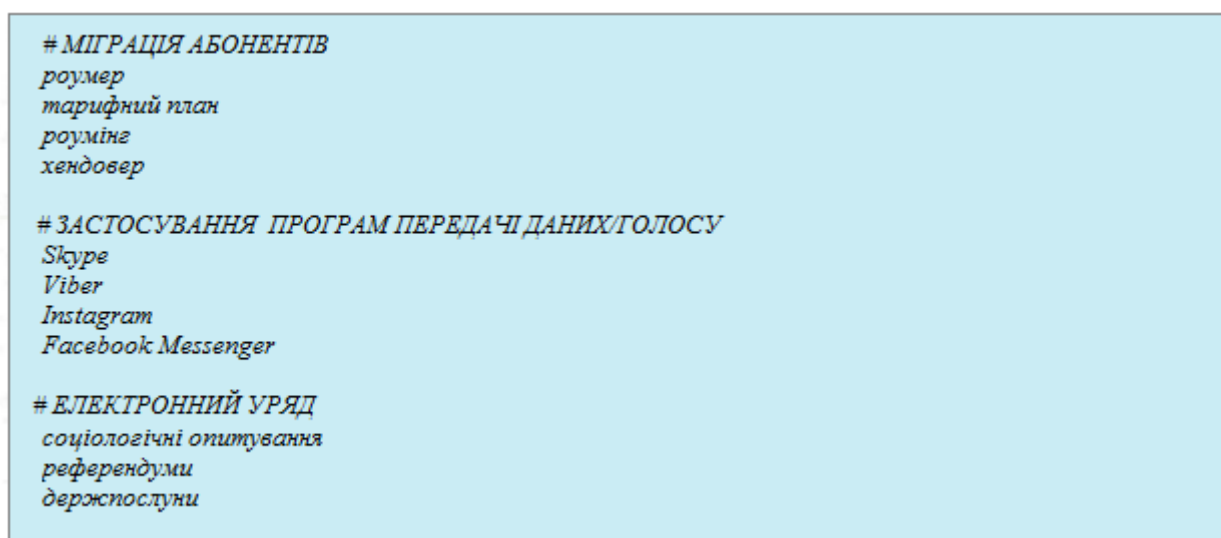 # МІГРАЦІЯ АБОНЕНТІВ
роумер
тарифний план
роумінг
хендовер
# ЗАСТОСУВАННЯ ПРОГРАМ ПЕРЕДАЧІ ДАНИХ/ГОЛОСУ
Skype
Viber
Instagram
Facebook Messenger
# ЕЛЕКТРОННИЙ УРЯД
соціологічні опитування
референдуми
держпослуни